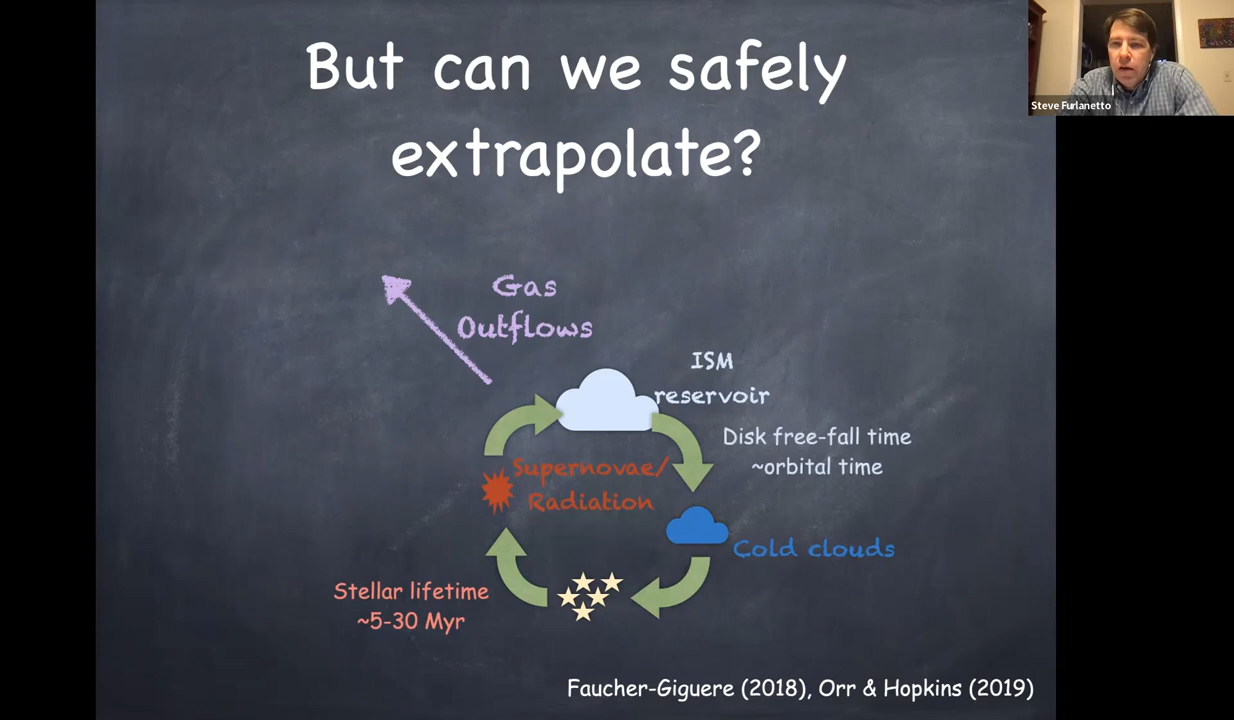 But can we safely
extrapolate?
Steve Furlanetto
Gas
Outflows
ISM
reservoir
Disk free-fall time
~orbital time
Supernovae/
Radiation
Cold clouds
Stellar lifetime
~5-30 Myr
Faucher-Giguere (2018), Orr & Hopkins (2019)